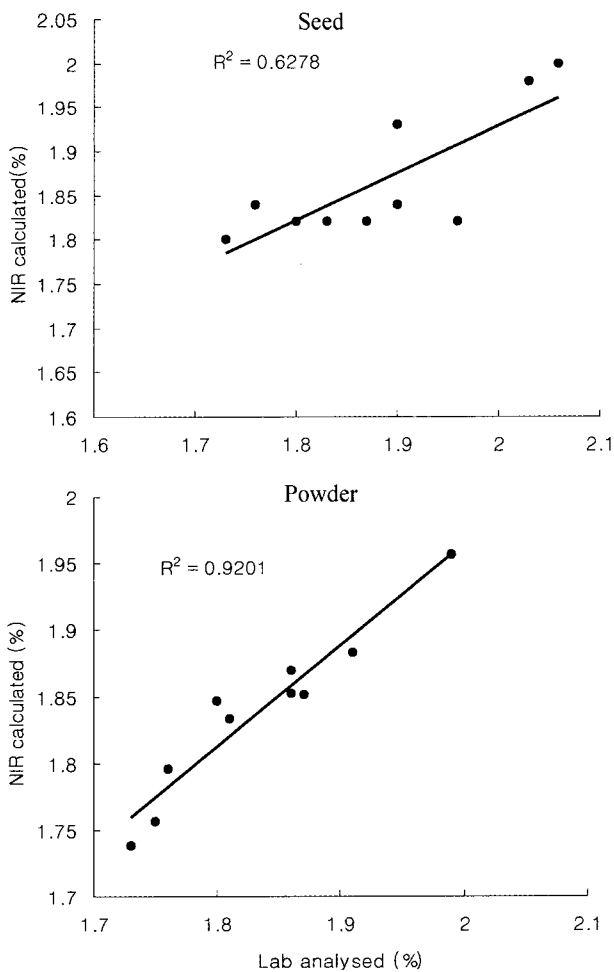 Seed
R² = 0.6278
NIR calculated(%)
2.05
2
1.95
1.9
1.85
1.8
1.75
1.7
1.65
1.6
1.6 1.7 1.8 1.9 2 2.1
Powder
R² = 0.9201
NIR calculated (%)
2
1.95
1.9
1.85
1.8
1.75
1.7
1.7 1.8 1.9 2 2.1
Lab analysed (%)